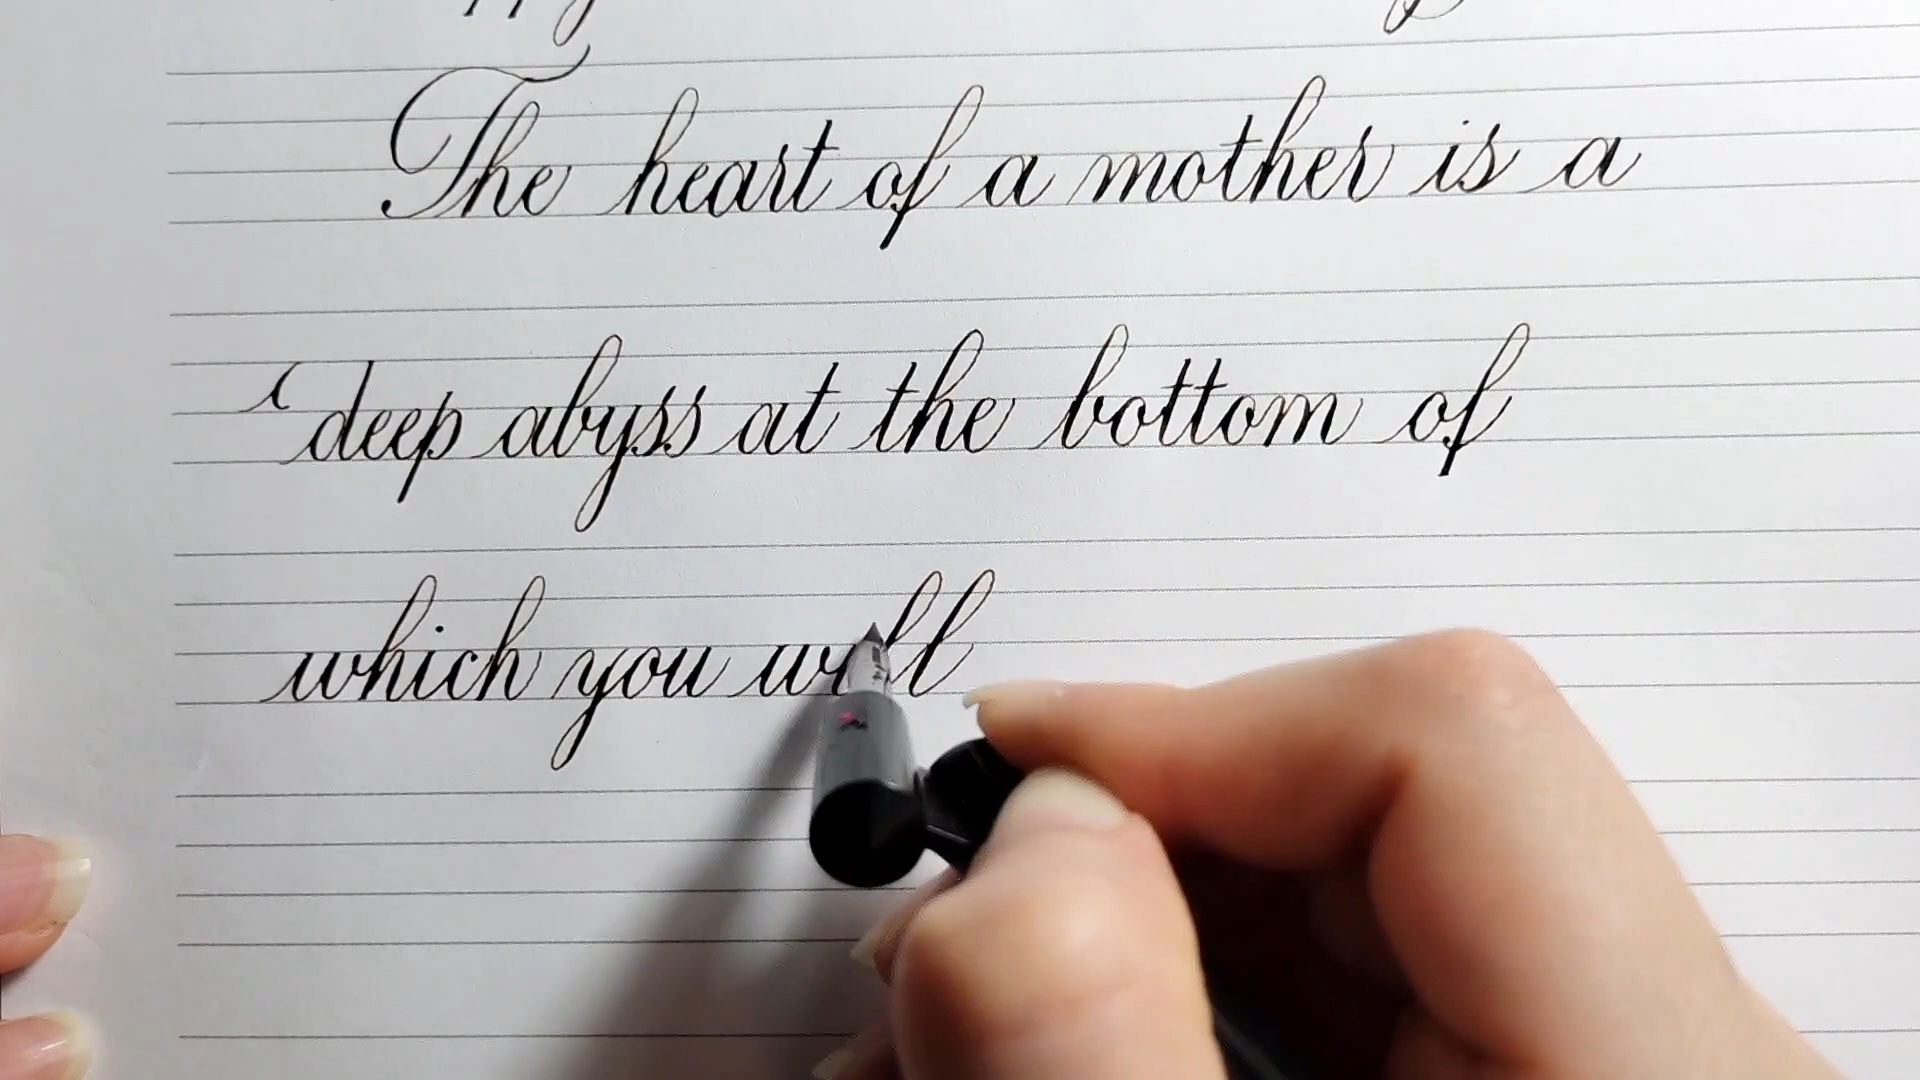 The heart of a mother is a
deep abyss at the bottom of
which you will